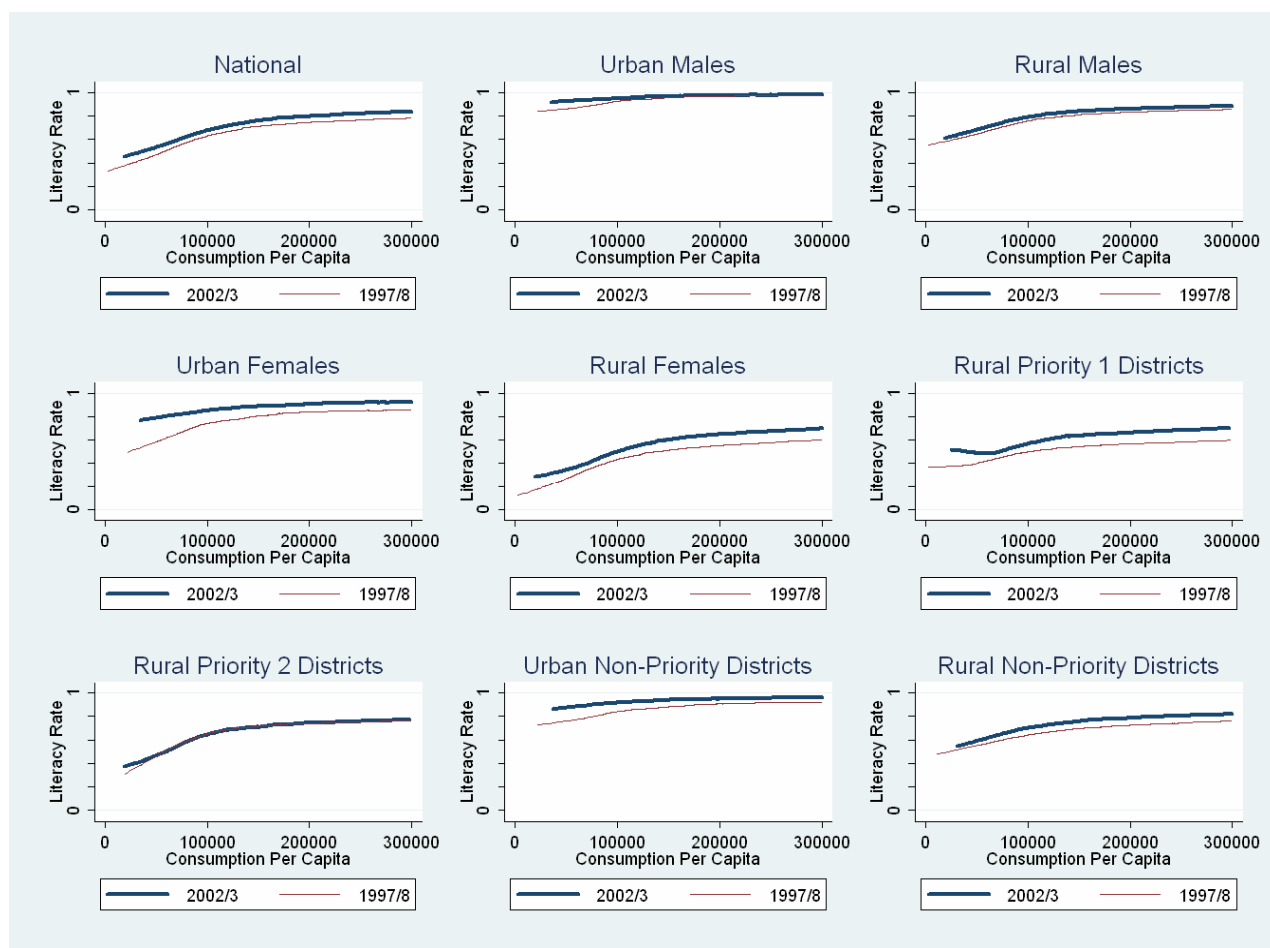 National
Literacy Rate
1
0
0 100000 200000 300000
Consumption Per Capita
2002/3 1997/8
Urban Males
Literacy Rate
1
0
0 100000 200000 300000
Consumption Per Capita
2002/3 1997/8
Rural Males
Literacy Rate
1
0
0 100000 200000 300000
Consumption Per Capita
2002/3 1997/8
Urban Females
Literacy Rate
1
0
0 100000 200000 300000
Consumption Per Capita
2002/3 1997/8
Rural Females
Literacy Rate
1
0
0 100000 200000 300000
Consumption Per Capita
2002/3 1997/8
Rural Priority 1 Districts
Literacy Rate
1
0
0 100000 200000 300000
Consumption Per Capita
2002/3 1997/8
Rural Priority 2 Districts
Literacy Rate
1
0
0 100000 200000 300000
Consumption Per Capita
2002/3 1997/8
Urban Non-Priority Districts
Literacy Rate
1
0
0 100000 200000 300000
Consumption Per Capita
2002/3 1997/8
Rural Non-Priority Districts
Literacy Rate
1
0
0 100000 200000 300000
Consumption Per Capita
2002/3 1997/8